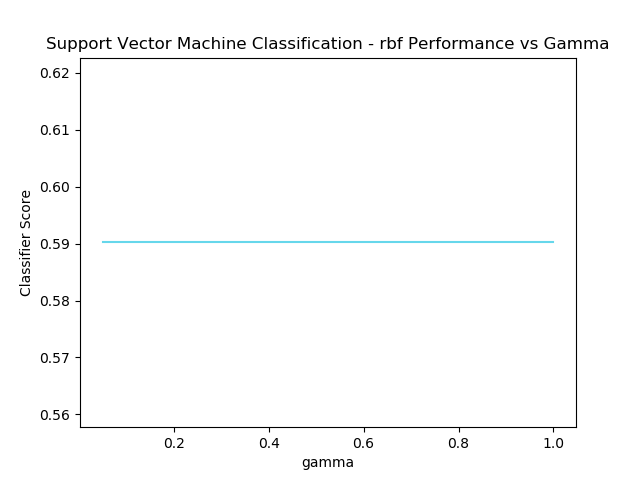 Support Vector Machine Classification - rbf Performance vs Gamma
0.62
0.61
0.60
0.59
0.58
0.57
0.56
Classifier Score
0.2 0.4 0.6 0.8 1.0
gamma